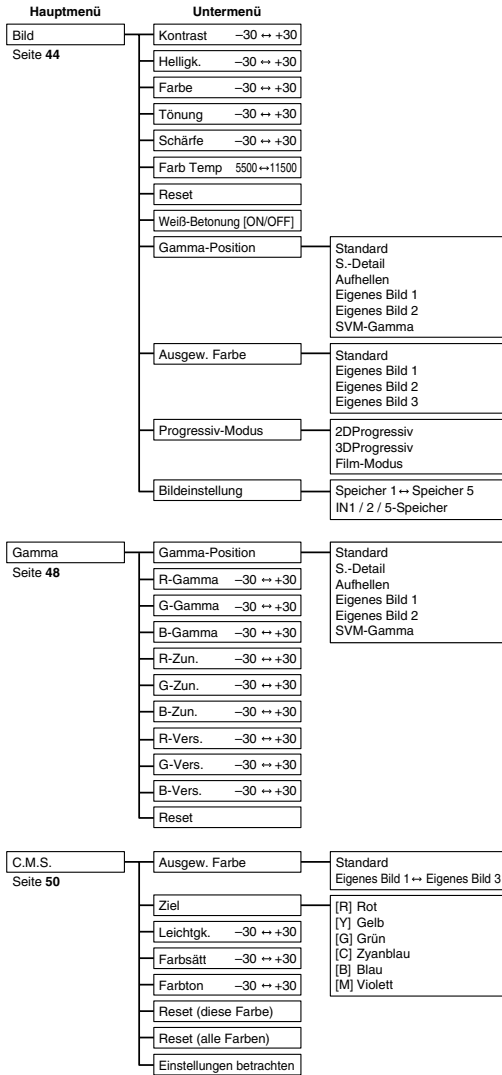 Hauptmenü Untermenü
Bild
Seite 44
Kontrast –30 ↔ +30
Helligk. –30 ↔ +30
Farbe –30 ↔ +30
Tönung –30 ↔ +30
Schärfe –30 ↔ +30
Farb Temp 5500↔11500
Reset
Weiß-Betonung [ON/OFF]
Gamma-Position
Standard
S.-Detail
Aufhellen
Eigenes Bild 1
Eigenes Bild 2
SVM-Gamma
Ausgew. Farbe
Standard
Eigenes Bild 1
Eigenes Bild 2
Eigenes Bild 3
Progressiv-Modus
2DProgressiv
3DProgressiv
Film-Modus
Bildeinstellung
Speicher 1↔ Speicher 5
IN1 / 2 / 5-Speicher
Gamma
Seite 48
Gamma-Position
Standard
S.-Detail
Aufhellen
Eigenes Bild 1
Eigenes Bild 2
SVM-Gamma
R-Gamma –30 ↔ +30
G-Gamma –30 ↔ +30
B-Gamma –30 ↔ +30
R-Zun. –30 ↔ +30
G-Zun. –30 ↔ +30
B-Zun. –30 ↔ +30
R-Vers. –30 ↔ +30
G-Vers. –30 ↔ +30
B-Vers. –30 ↔ +30
Reset
C.M.S.
Seite 50
Ausgew. Farbe
Standard
Eigenes Bild 1↔ Eigenes Bild 3
Ziel
[R] Rot
[Y] Gelb
[G] Grün
[C] Zyanblau
[B] Blau
[M] Violett
Leichtgk. –30 ↔ +30
Farbsätt –30 ↔ +30
Farbton –30 ↔ +30
Reset (diese Farbe)
Reset (alle Farben)
Einstellungen betrachten